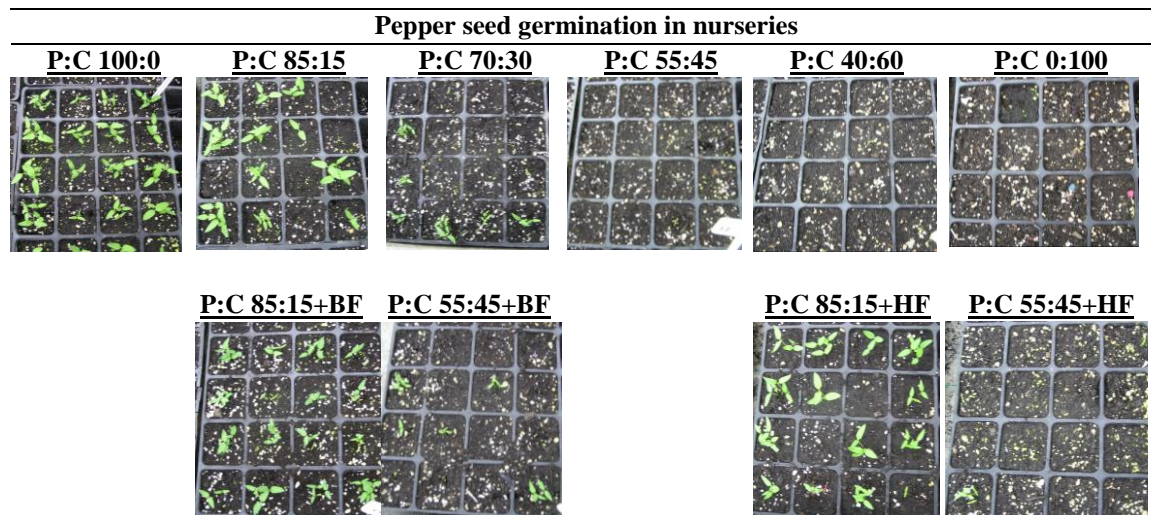 Pepper seed germination in nurseries
P:C 100:0 P:C 85:15 P:C 70:30 P:C 55:45 P:C 40:60 P:C 0:100
P:C 85:15+BF P:C 55:45+BF P:C 85:15+HF P:C 55:45+HF